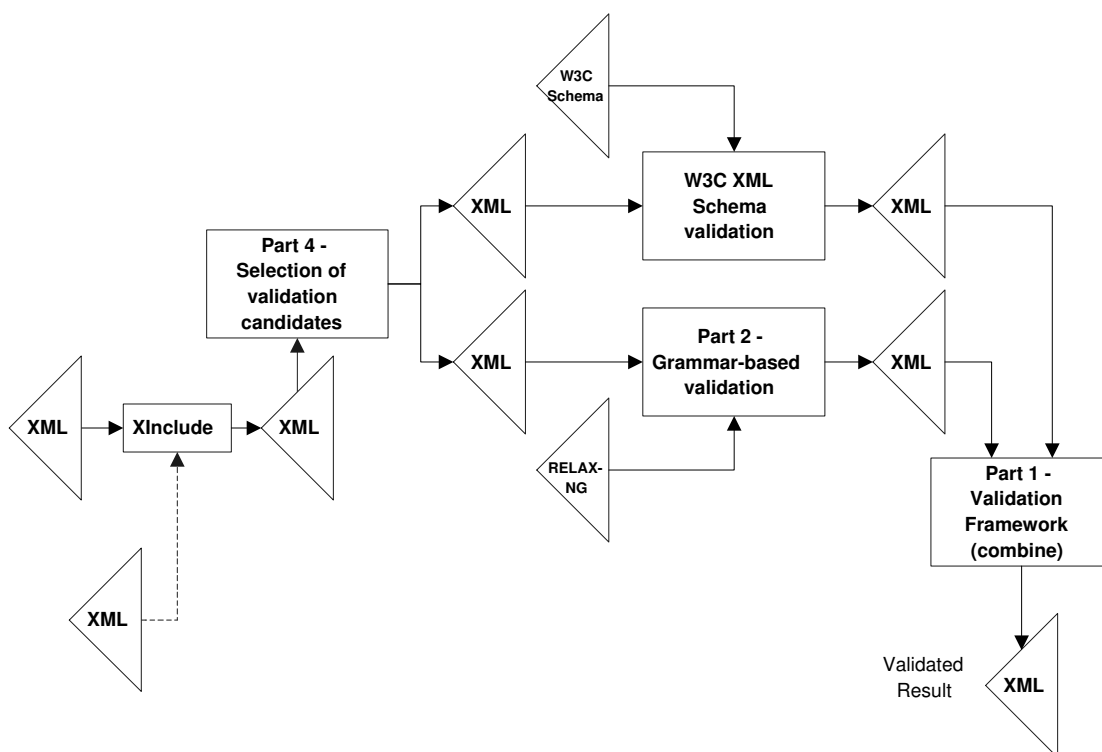 W3C
Schema
XML
W3C XML
Schema
validation
XML
Part 4 -
Selection of
validation
candidates
XML
Part 2 -
Grammar-based
validation
XML
XML
XInclude
XML
RELAX-
NG
Part 1 -
Validation
Framework
(combine)
XML
Validated
Result
XML